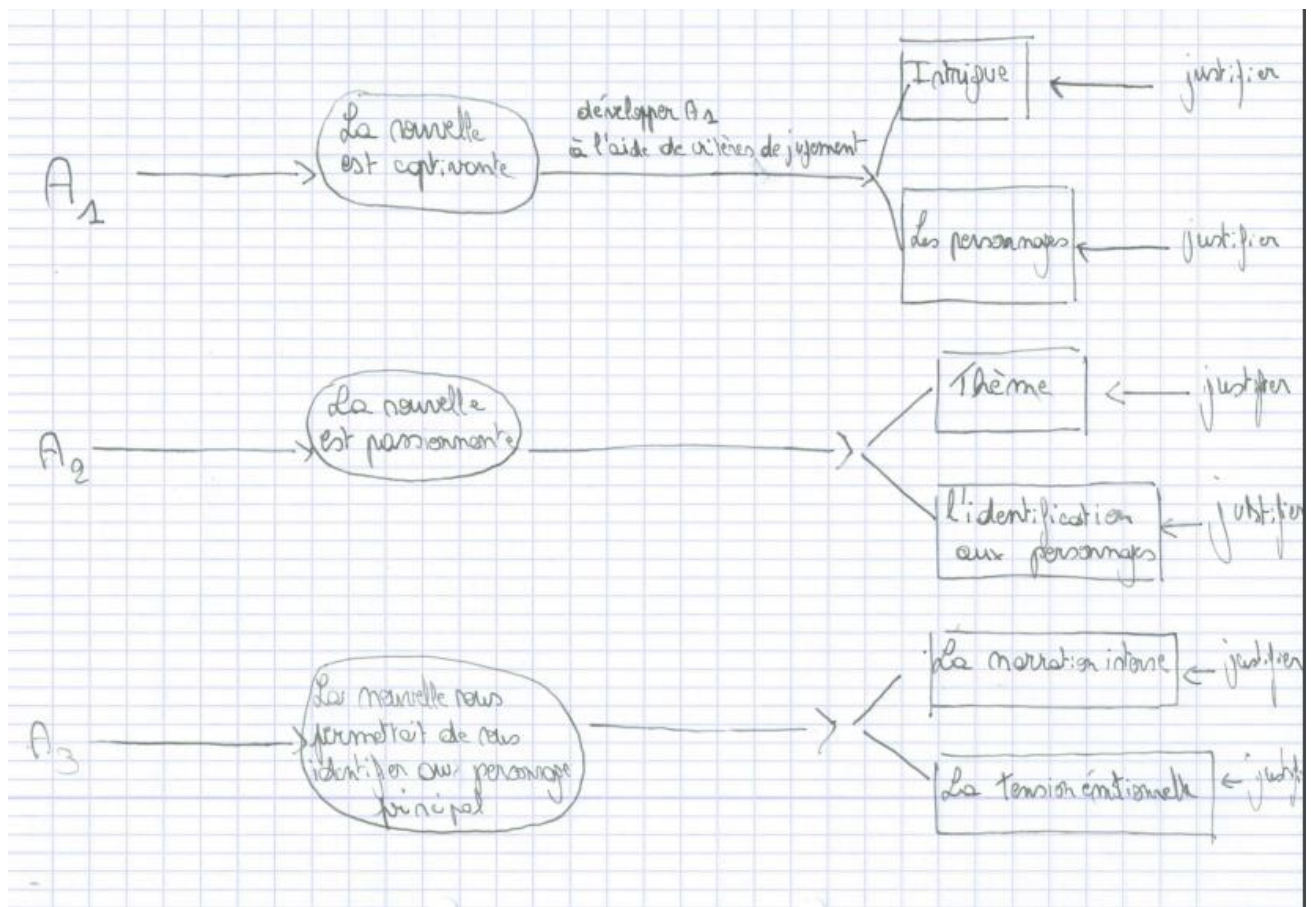 A1
La nouvelle
est captivante
développer A1
à l'aide de critères de jugement
Intrigue
justifier
Les personnages
justifier
A2
La nouvelle
est passionnante
Thème
justifier
l'identification
aux personnages
justifier
A3
La nouvelle nous
permettait de nous
identifier au personnage
principal
La narration interne
justifier
La tension émotionnelle
justifi